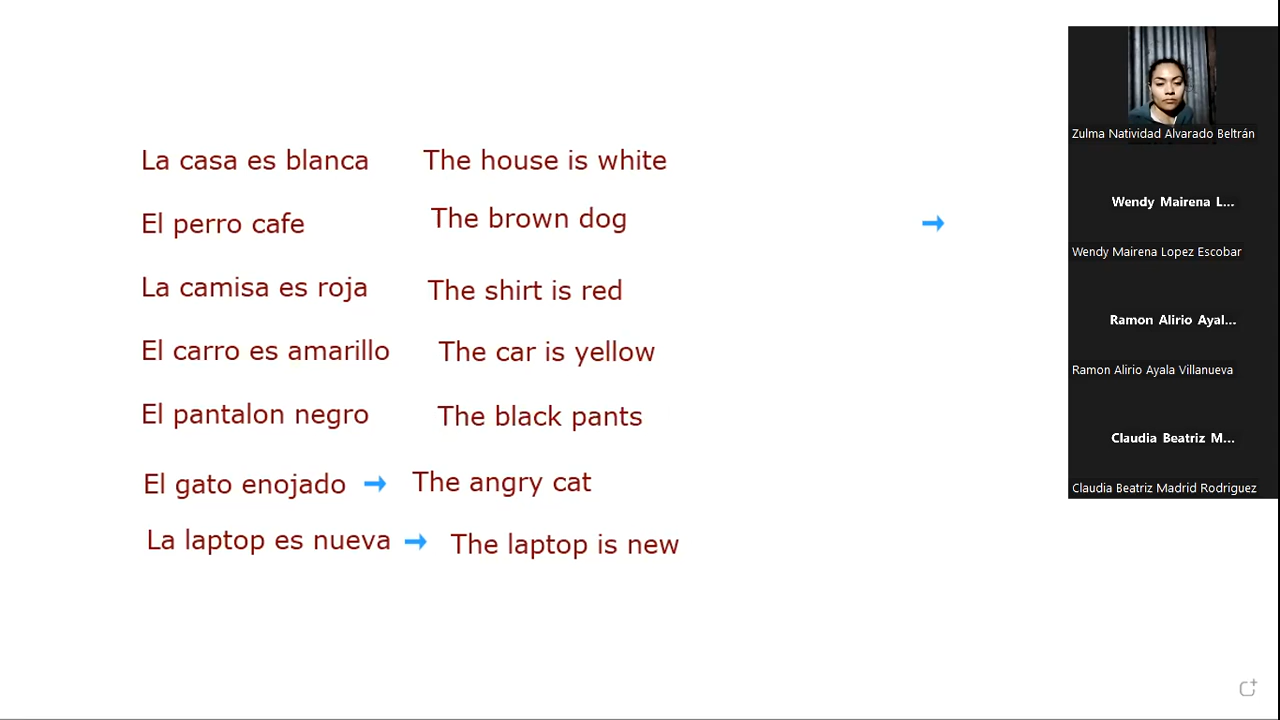 La casa es blanca The house is white
El perro cafe The brown dog
La camisa es roja The shirt is red
El carro es amarillo The car is yellow
El pantalon negro The black pants
El gato enojado → The angry cat
La laptop es nueva → The laptop is new
Zulma Natividad Alvarado Beltrán
Wendy Mairena L...
Wendy Mairena Lopez Escobar
Ramon Alirio Ayal...
Ramon Alirio Ayala Villanueva
Claudia Beatriz M...
Claudia Beatriz Madrid Rodriguez